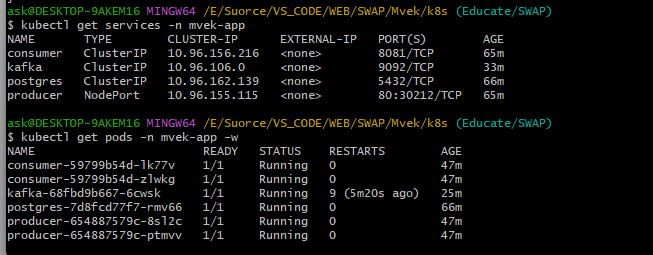 ask@DESKTOP-9AKEM16 MINGW64 /E/Suorce/VS_CODE/WEB/SWAP/Mvek/k8s (Educate/SWAP)
$ kubectl get services -n mvek-app
NAME TYPE CLUSTER-IP EXTERNAL-IP PORT(S) AGE
consumer ClusterIP 10.96.156.216 <none> 8081/TCP 65m
kafka ClusterIP 10.96.106.0 <none> 9092/TCP 33m
postgres ClusterIP 10.96.162.139 <none> 5432/TCP 66m
producer NodePort 10.96.155.115 <none> 80:30212/TCP 65m
ask@DESKTOP-9AKEM16 MINGW64 /E/Suorce/VS_CODE/WEB/SWAP/Mvek/k8s (Educate/SWAP)
$ kubectl get pods -n mvek-app -w
NAME READY STATUS RESTARTS AGE
consumer-59799b54d-lk77v 1/1 Running 0 47m
consumer-59799b54d-zlwkg 1/1 Running 0 47m
kafka-68fbd9b667-6cwsk 1/1 Running 9 (5m20s ago) 25m
postgres-7d8fcd77f7-rmv66 1/1 Running 0 66m
producer-654887579c-8sl2c 1/1 Running 0 47m
producer-654887579c-ptmvv 1/1 Running 0 47m